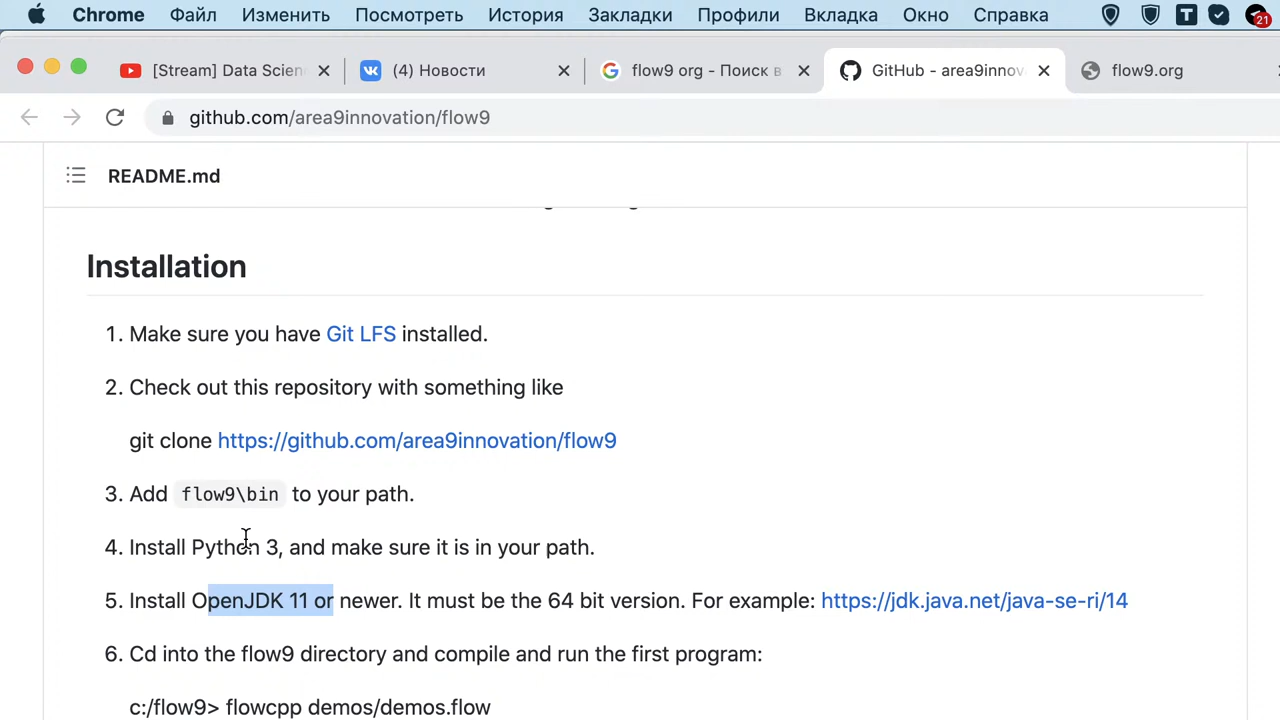 Chrome Файл Изменить Посмотреть История Закладки Профили Вкладка Окно Справка 21
[Stream] Data Scien (4) Новости flow9 org - Поиск в GitHub - area9innov flow9.org
github.com/area9innovation/flow9
README.md
Installation
1. Make sure you have Git LFS installed.
2. Check out this repository with something like
git clone https://github.com/area9innovation/flow9
3. Add flow9\bin to your path.
4. Install Python 3, and make sure it is in your path.
5. Install OpenJDK 11 or newer. It must be the 64 bit version. For example: https://jdk.java.net/java-se-ri/14
6. Cd into the flow9 directory and compile and run the first program:
c:/flow9> flowcpp demos/demos.flow